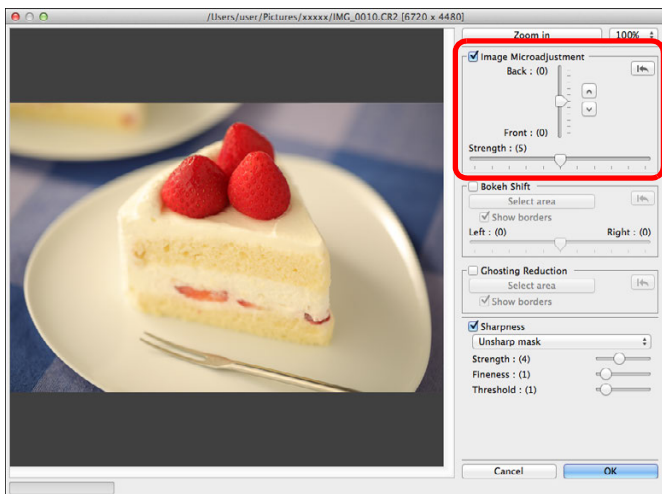 /Users/user/Pictures/xxxxx/IMG_0010.CR2 [6720 x 4480]
Zoom in 100%
Image Microadjustment
Back : (0)
Front : (0)
Strength : (5)
Bokeh Shift
Select area
Show borders
Left : (0) Right : (0)
Ghosting Reduction
Select area
Show borders
Sharpness
Unsharp mask
Strength : (4)
Fineness : (1)
Threshold : (1)
Cancel OK